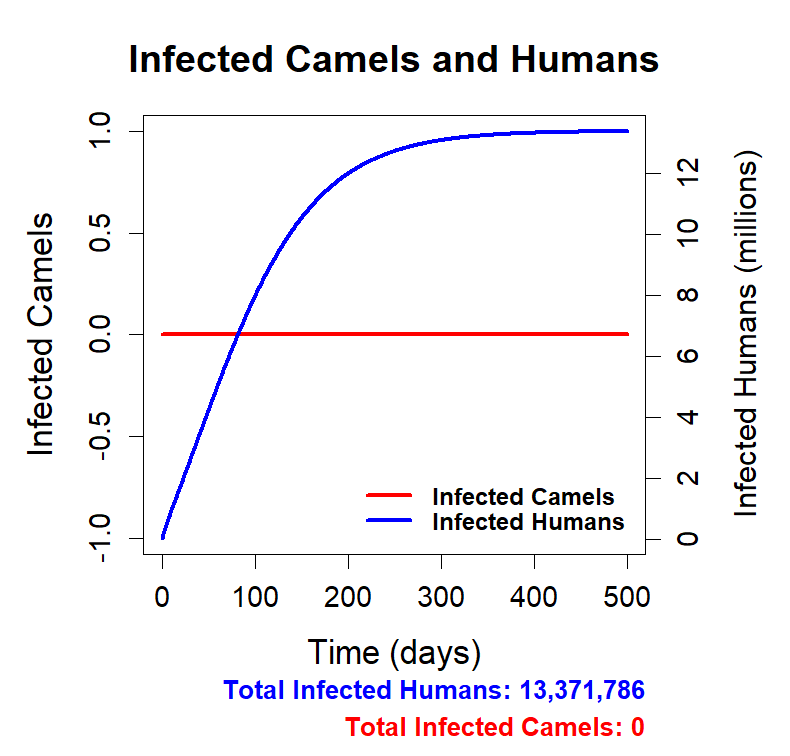 Infected Camels and Humans
Infected Camels
1.0
0.5
0.0
-0.5
-1.0
12
10
8
6
4
2
0
Infected Humans (millions)
Infected Camels
Infected Humans
0 100 200 300 400 500
Time (days)
Total Infected Humans: 13,371,786
Total Infected Camels: 0